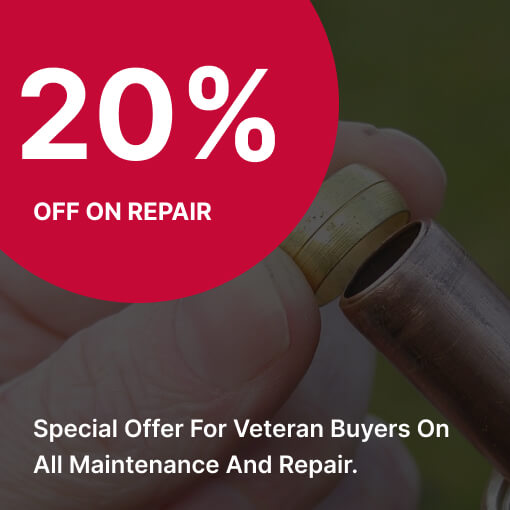 20%
OFF ON REPAIR
Special Offer For Veteran Buyers On
All Maintenance And Repair.